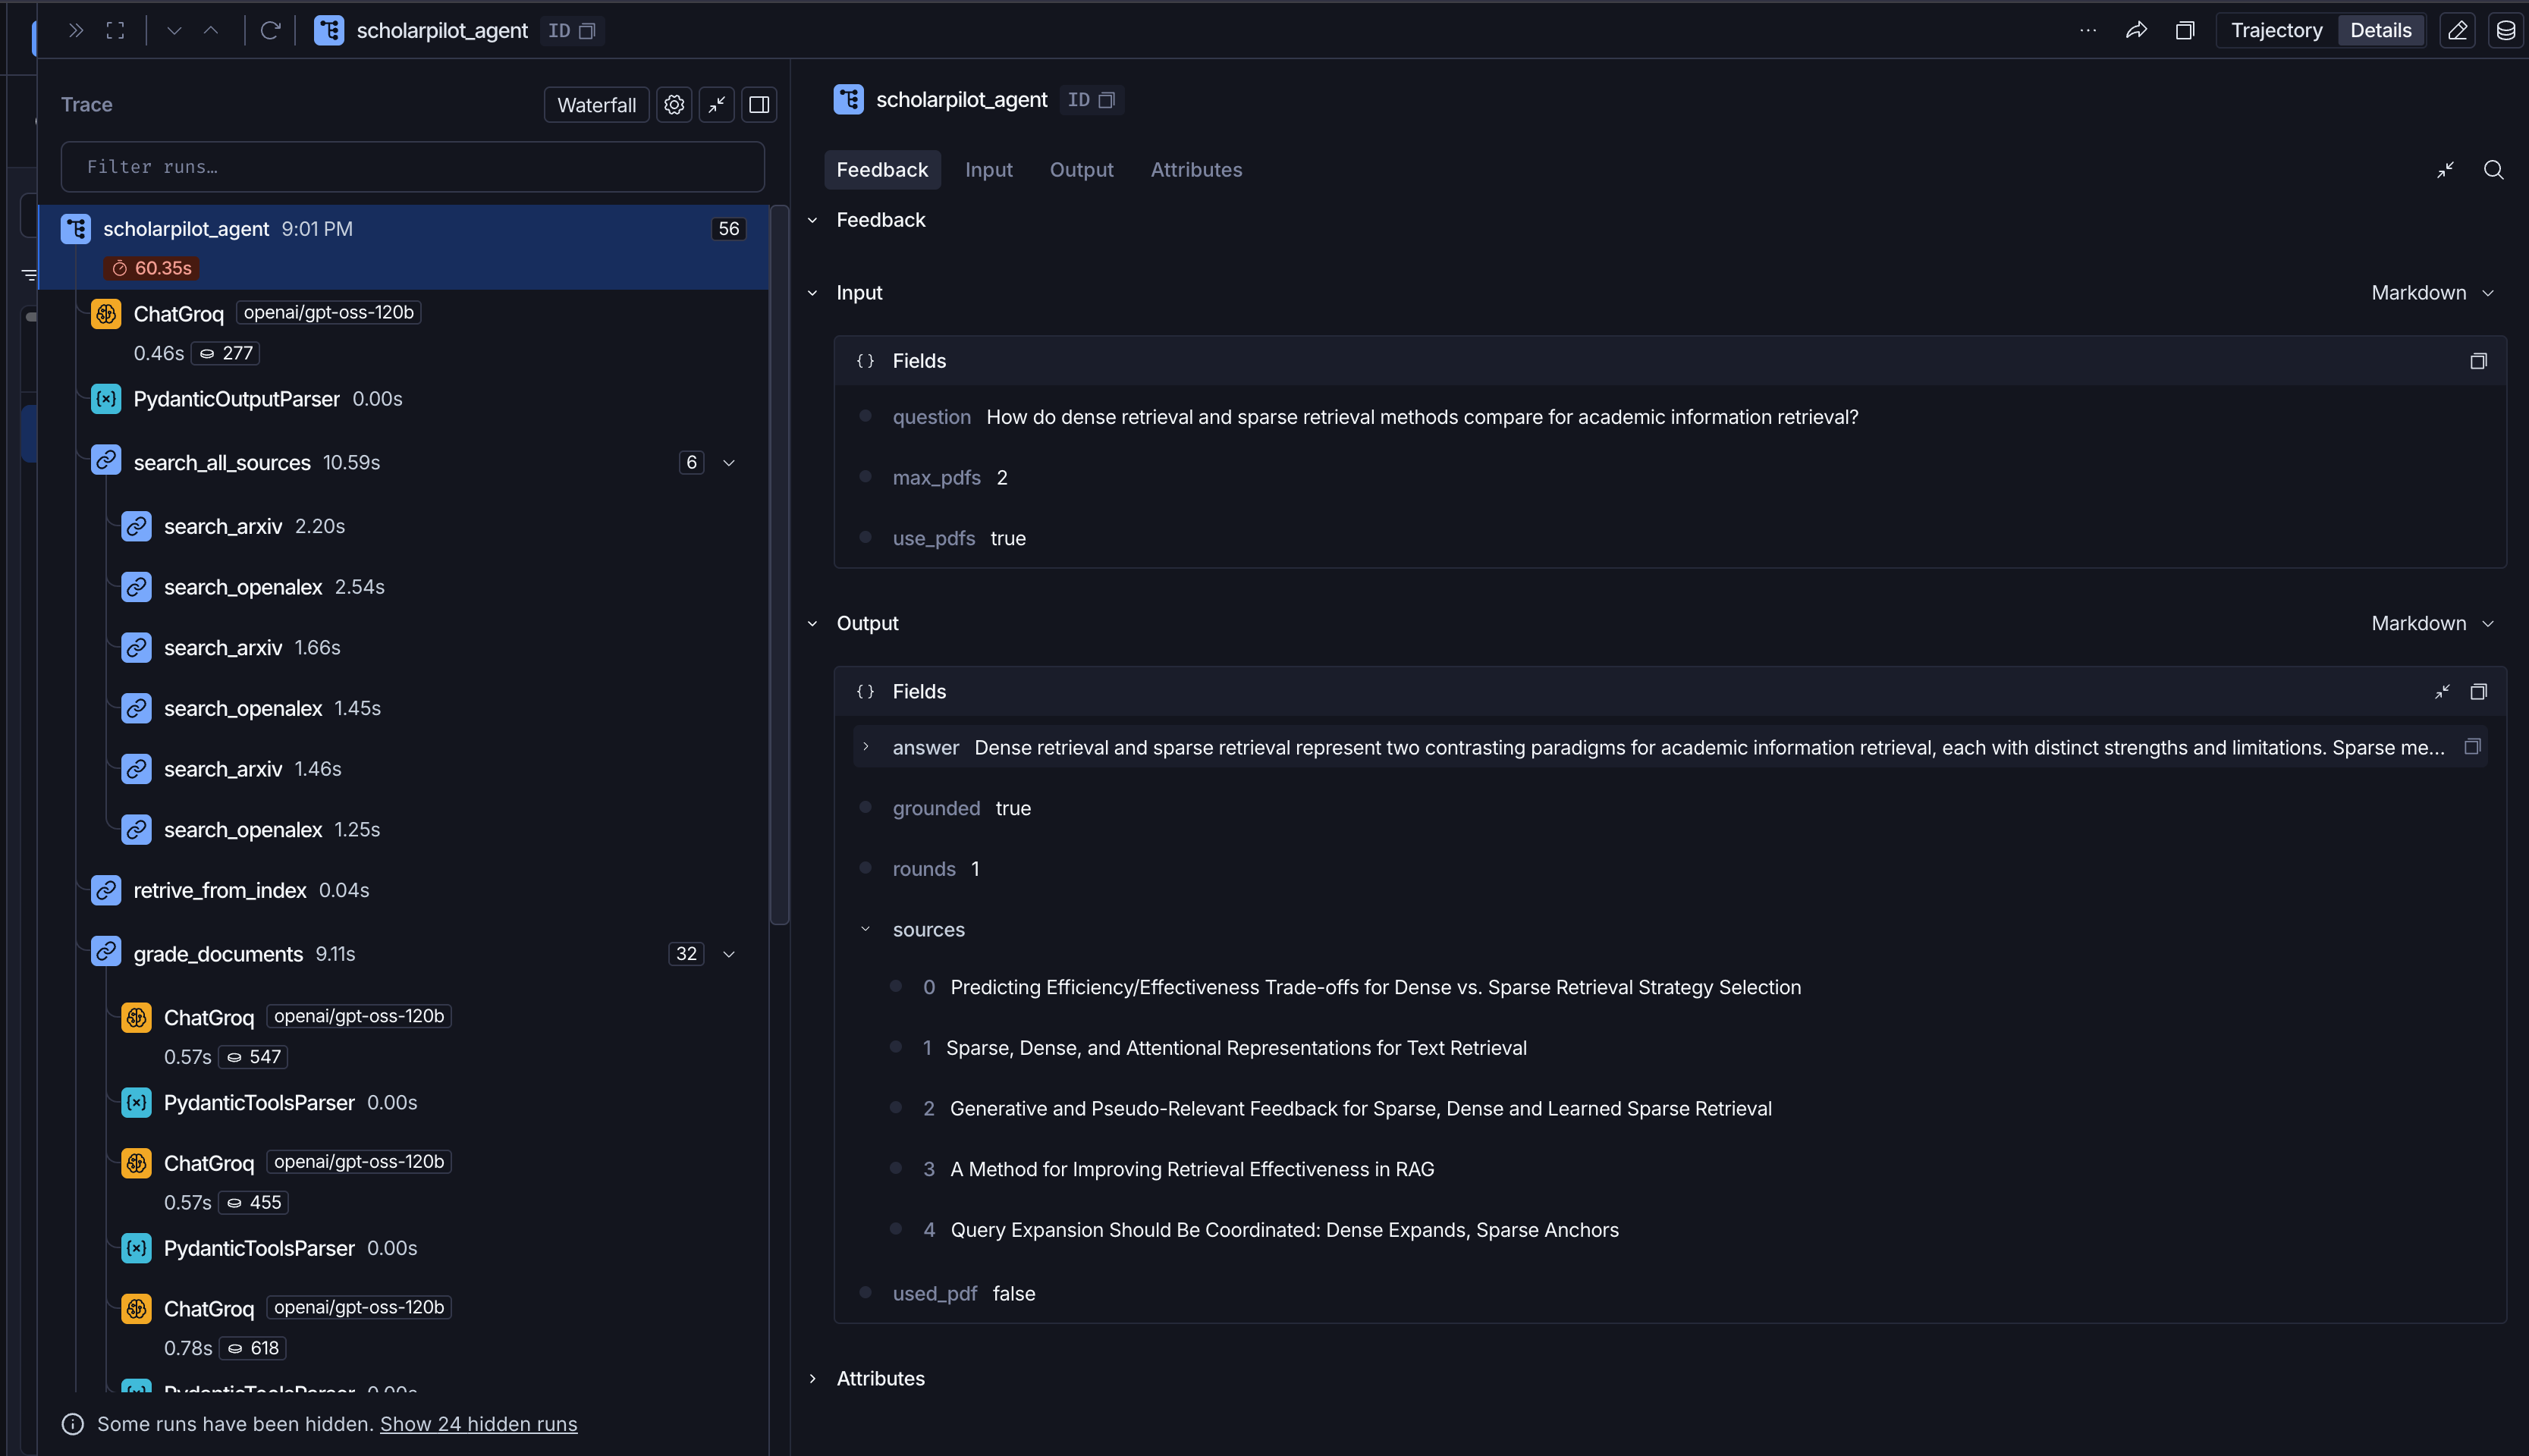 scholarpilot_agent ID
Trajectory Details
Trace
Waterfall
Filter runs…
scholarpilot_agent 9:01 PM 56
60.35s
ChatGroq openai/gpt-oss-120b
0.46s 277
PydanticOutputParser 0.00s
search_all_sources 10.59s 6
search_arxiv 2.20s
search_openalex 2.54s
search_arxiv 1.66s
search_openalex 1.45s
search_arxiv 1.46s
search_openalex 1.25s
retrive_from_index 0.04s
grade_documents 9.11s 32
ChatGroq openai/gpt-oss-120b
0.57s 547
PydanticToolsParser 0.00s
ChatGroq openai/gpt-oss-120b
0.57s 455
PydanticToolsParser 0.00s
ChatGroq openai/gpt-oss-120b
0.78s 618
PydanticToolsParser 0.00s
Some runs have been hidden. Show 24 hidden runs
scholarpilot_agent ID
Feedback Input Output Attributes
Feedback
Input Markdown
{} Fields
question How do dense retrieval and sparse retrieval methods compare for academic information retrieval?
max_pdfs 2
use_pdfs true
Output Markdown
{} Fields
answer Dense retrieval and sparse retrieval represent two contrasting paradigms for academic information retrieval, each with distinct strengths and limitations. Sparse me...
grounded true
rounds 1
sources
0 Predicting Efficiency/Effectiveness Trade-offs for Dense vs. Sparse Retrieval Strategy Selection
1 Sparse, Dense, and Attentional Representations for Text Retrieval
2 Generative and Pseudo-Relevant Feedback for Sparse, Dense and Learned Sparse Retrieval
3 A Method for Improving Retrieval Effectiveness in RAG
4 Query Expansion Should Be Coordinated: Dense Expands, Sparse Anchors
used_pdf false
Attributes